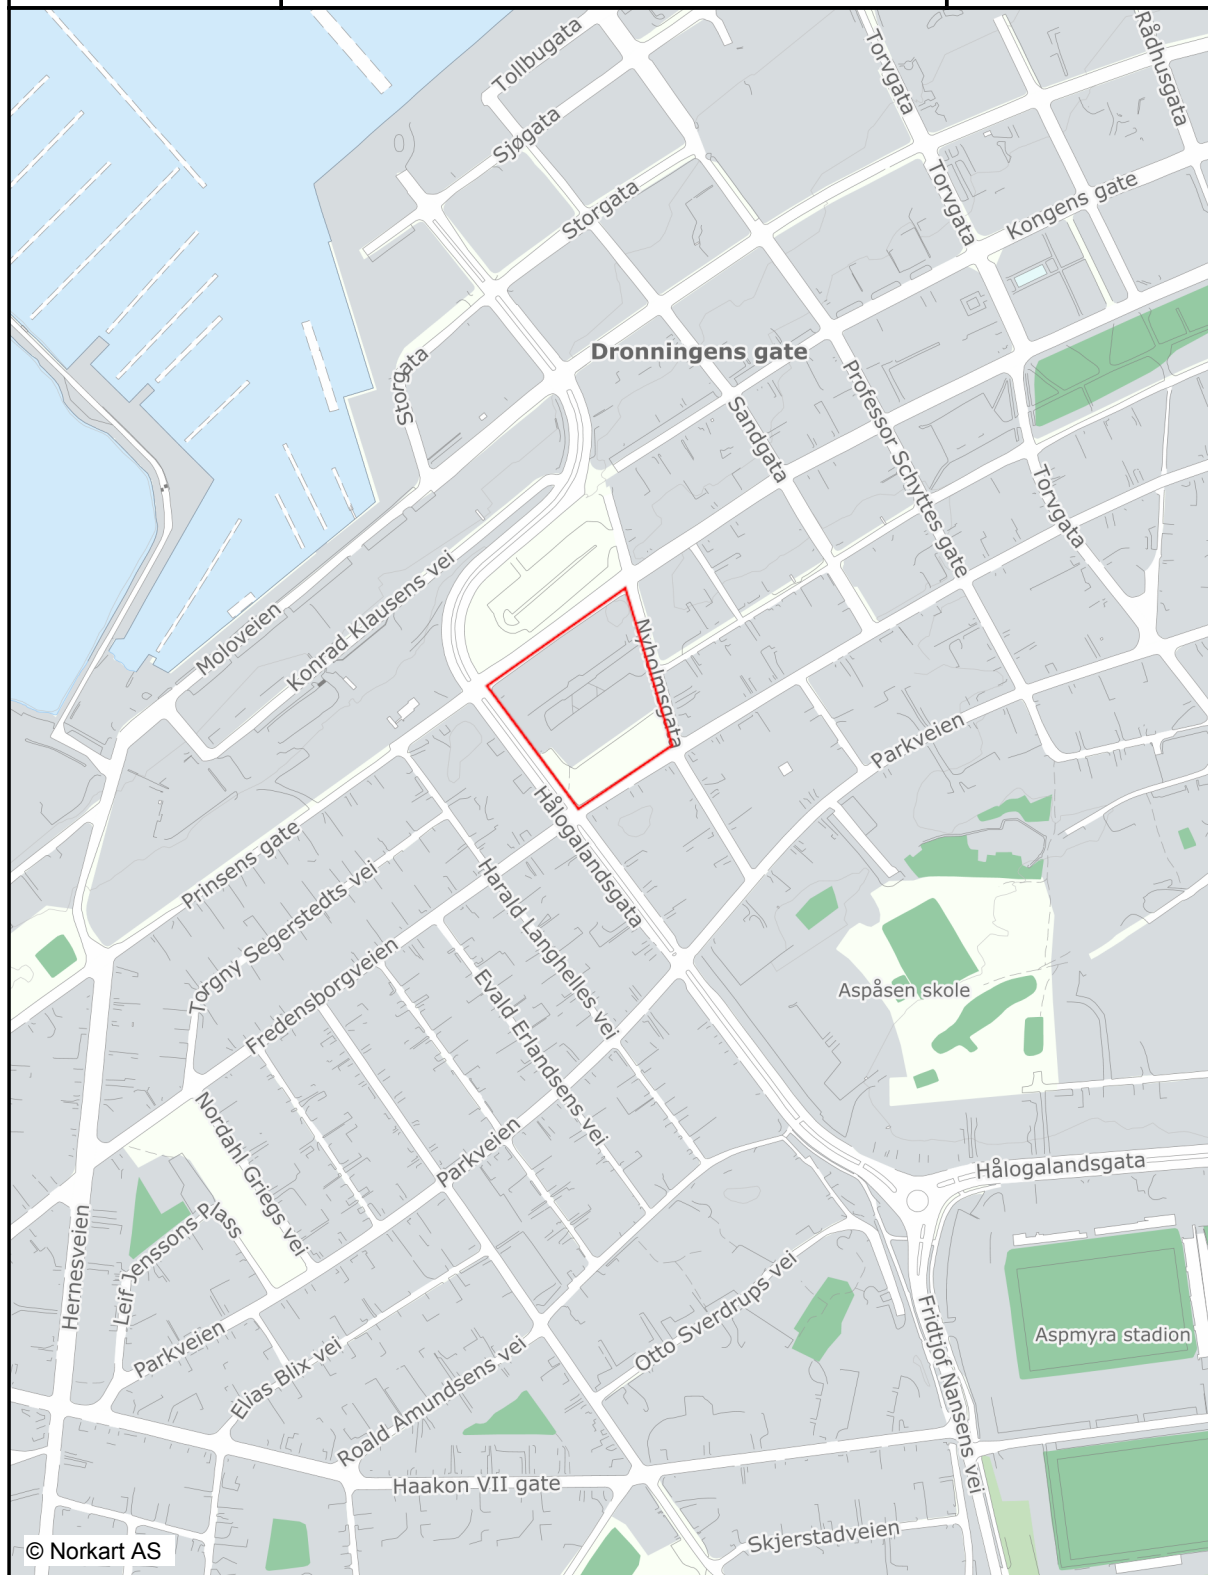 Tollbugata
Torvgata
Rådhusgata
Sjøgata
Storgata
Torvgata
Kongens gate
Dronningens gate
Storgata
Sandgata
Professor Schyttes gate
Torvgata
Konrad Klausens vei
Moloveien
Nyholmsgata
Parkveien
Hålogalandsgata
Prinsens gate
Torgny Segerstedts vei
Harald Langhelles vei
Fredensborgveien
Evald Erlandsens vei
Aspåsen skole
Nordahl Griegs vei
Parkveien
Hålogalandsgata
Leif Jenssons Plass
Hernesveien
Otto Sverdrups vei
Fridtjof Nansens vei
Aspmyra stadion
Parkveien
Elias Blix vei
Roald Amundsens vei
Haakon VII gate
Skjerstadveien
© Norkart AS